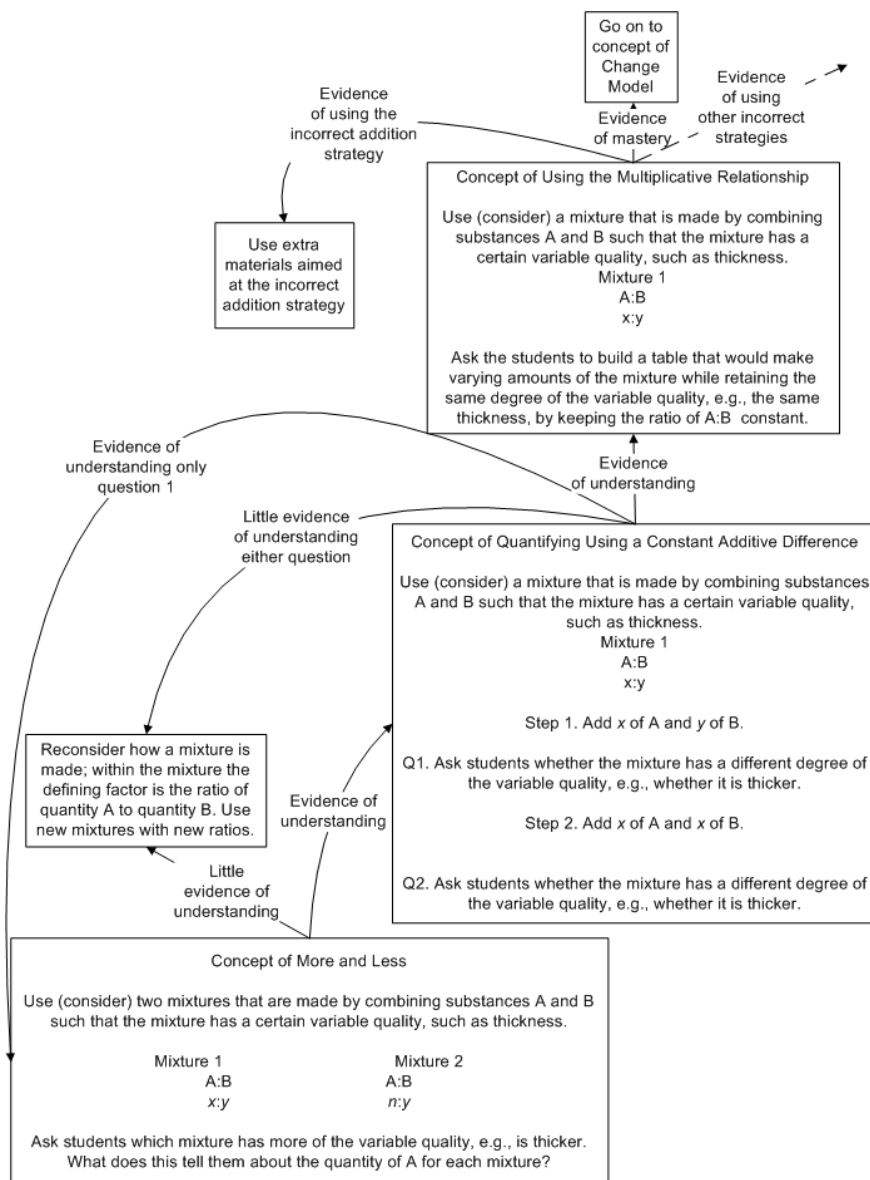 Go on to
concept of
Change
Model
Evidence
of using
other incorrect
strategies
Evidence
of using the
incorrect addition
strategy
Evidence
of mastery
Concept of Using the Multiplicative Relationship
Use (consider) a mixture that is made by combining
substances A and B such that the mixture has a
certain variable quality, such as thickness.
Mixture 1
A:B
x:y
Ask the students to build a table that would make
varying amounts of the mixture while retaining the
same degree of the variable quality, e.g., the same
thickness, by keeping the ratio of A:B constant.
Use extra
materials aimed
at the incorrect
addition strategy
Evidence of
understanding only
question 1
Evidence
of understanding
Little evidence
of understanding
either question
Concept of Quantifying Using a Constant Additive Difference
Use (consider) a mixture that is made by combining substances
A and B such that the mixture has a certain variable quality,
such as thickness.
Mixture 1
A:B
x:y
Step 1. Add x of A and y of B.
Q1. Ask students whether the mixture has a different degree of
the variable quality, e.g., whether it is thicker.
Step 2. Add x of A and x of B.
Q2. Ask students whether the mixture has a different degree of
the variable quality, e.g., whether it is thicker.
Reconsider how a mixture is
made; within the mixture the
defining factor is the ratio of
quantity A to quantity B. Use
new mixtures with new ratios.
Evidence of
understanding
Little
evidence of
understanding
Concept of More and Less
Use (consider) two mixtures that are made by combining substances A and B
such that the mixture has a certain variable quality, such as thickness.
Mixture 1 Mixture 2
A:B A:B
x:y n:y
Ask students which mixture has more of the variable quality, e.g., is thicker.
What does this tell them about the quantity of A for each mixture?